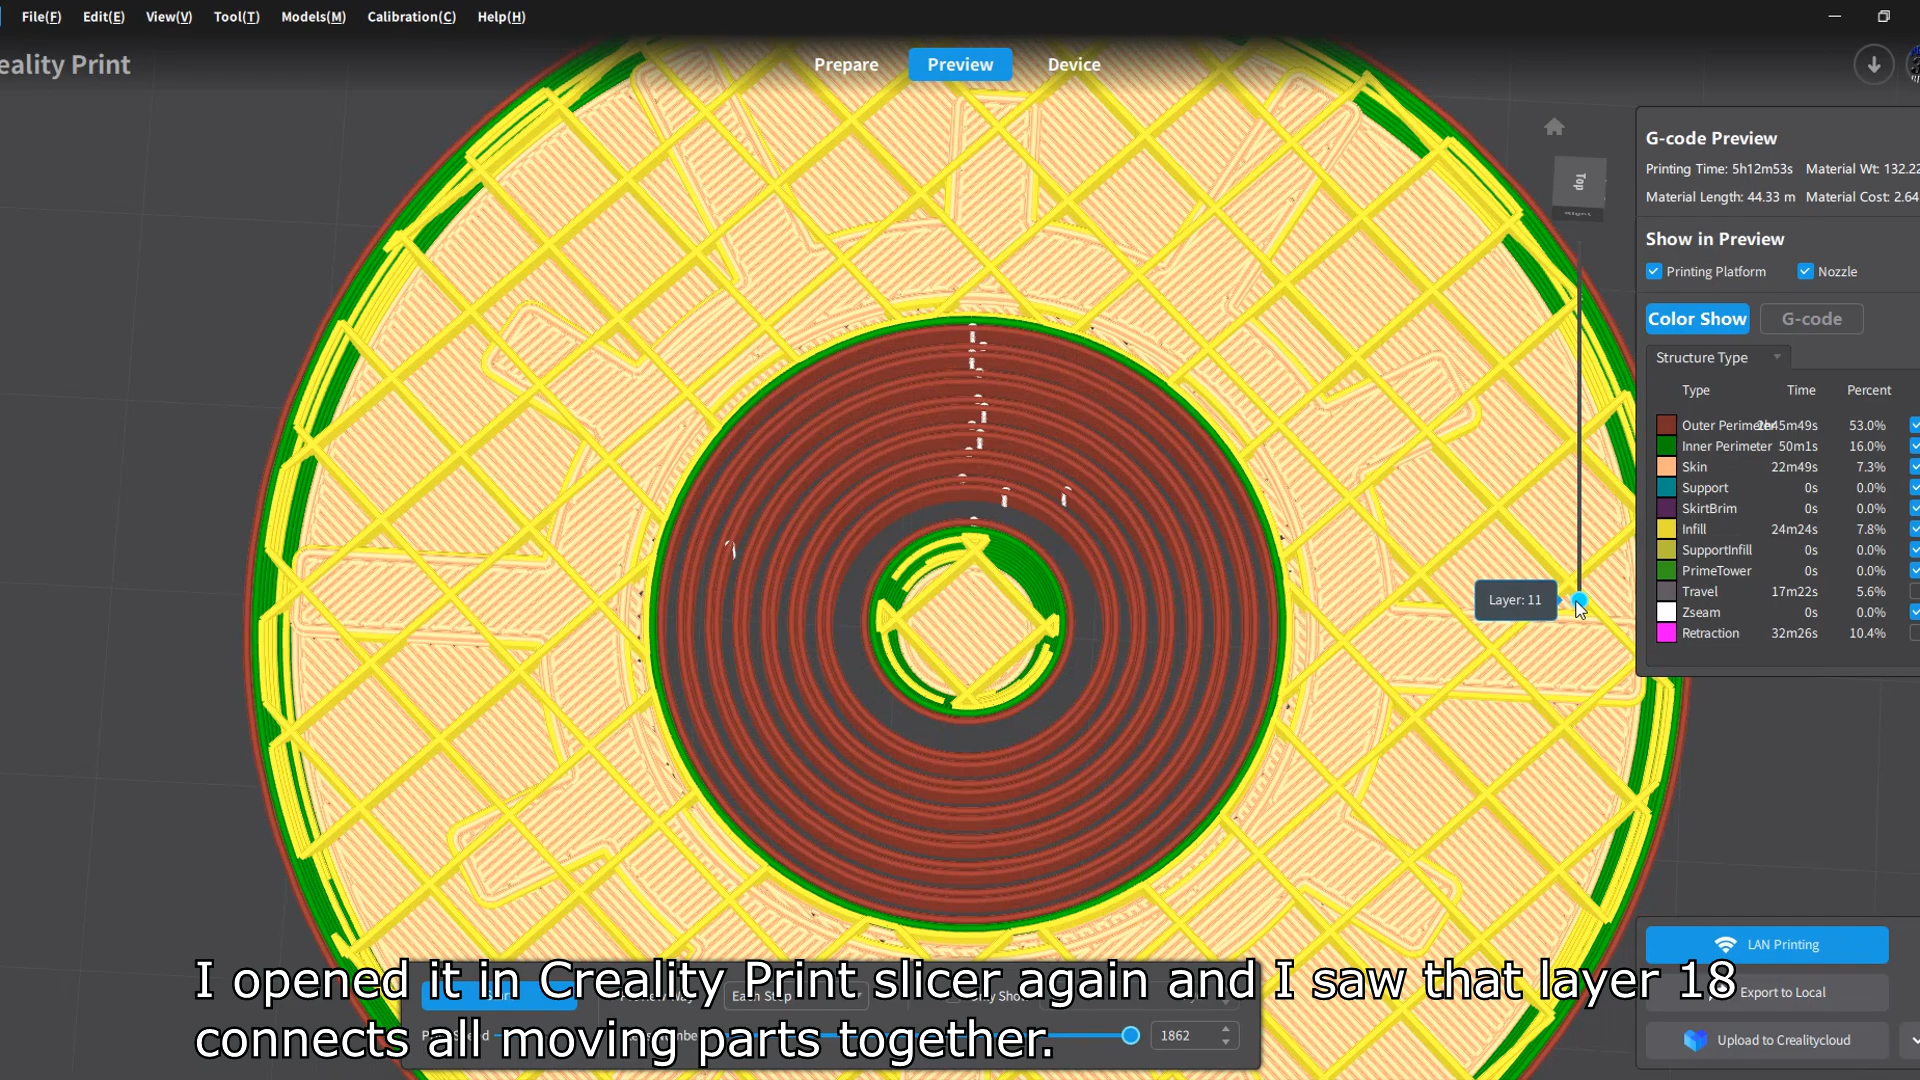 File(F) Edit(E) View(V) Tool(T) Models(M) Calibration(C) Help(H)
eality Print
Prepare Preview Device
Top
G-code Preview
Printing Time: 5h12m53s Material Wt: 132.22
Material Length: 44.33 m Material Cost: 2.64
Show in Preview
Printing Platform Nozzle
Color Show G-code
Structure Type
Type Time Percent
Outer Perimeter 2h45m49s 53.0%
Inner Perimeter 50m1s 16.0%
Skin 22m49s 7.3%
Support 0s 0.0%
SkirtBrim 0s 0.0%
Infill 24m24s 7.8%
SupportInfill 0s 0.0%
PrimeTower 0s 0.0%
Travel 17m22s 5.6%
Zseam 0s 0.0%
Retraction 32m26s 10.4%
Layer: 11
LAN Printing
Export to Local
Upload to Crealitycloud
Each Step
1862
I opened it in Creality Print slicer again and I saw that layer 18
connects all moving parts together.